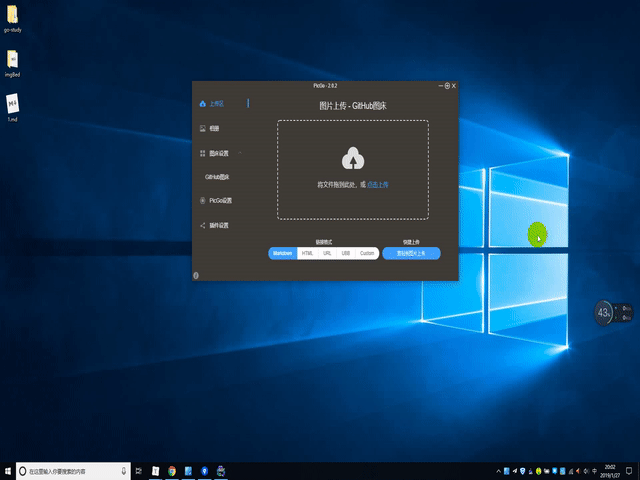 go-study
imgBed
1.md
PicGo - 2.0.2
上传区
相册
图床设置
GitHub图床
PicGo设置
插件设置
图片上传 - GitHub图床
将文件拖到此处，或 点击上传
链接格式
快捷上传
Markdown
HTML
URL
UBB
Custom
剪贴板图片上传
43%
在这里输入你要搜索的内容
中
20:02
2019/1/27